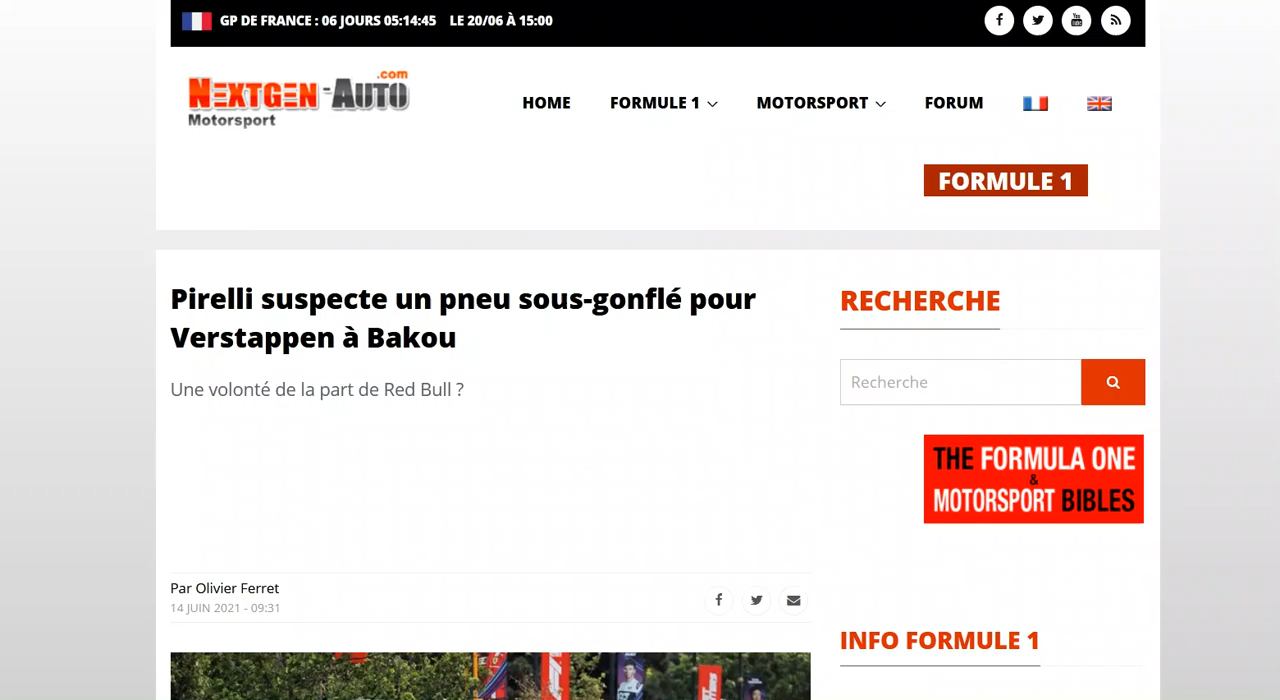 GP DE FRANCE : 06 JOURS 05:14:45 LE 20/06 À 15:00
NEXTGEN-AUTO.com
Motorsport
HOME FORMULE 1 MOTORSPORT FORUM
FORMULE 1
Pirelli suspecte un pneu sous-gonflé pour
Verstappen à Bakou
Une volonté de la part de Red Bull ?
Par Olivier Ferret
14 JUIN 2021 - 09:31
RECHERCHE
Recherche
THE FORMULA ONE
&
MOTORSPORT BIBLES
INFO FORMULE 1